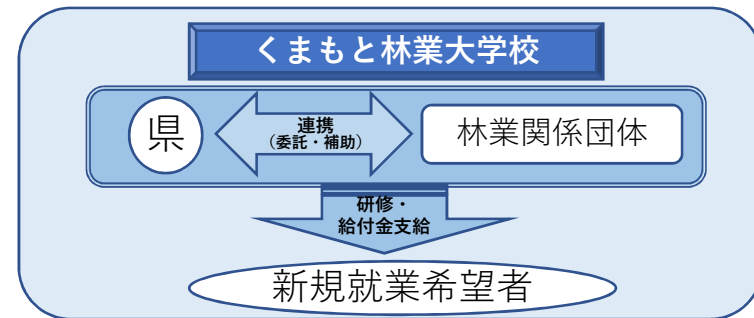 くまもと林業大学校
県
連携
（委託・補助）
林業関係団体
研修・
給付金支給
新規就業希望者